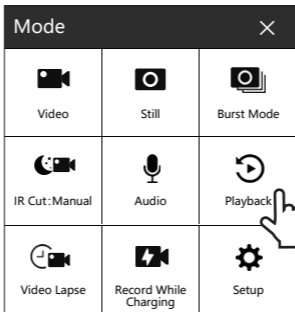 Mode
Video
Still
Burst Mode
IR Cut:Manual
Audio
Playback
Video Lapse
Record While
Charging
Setup